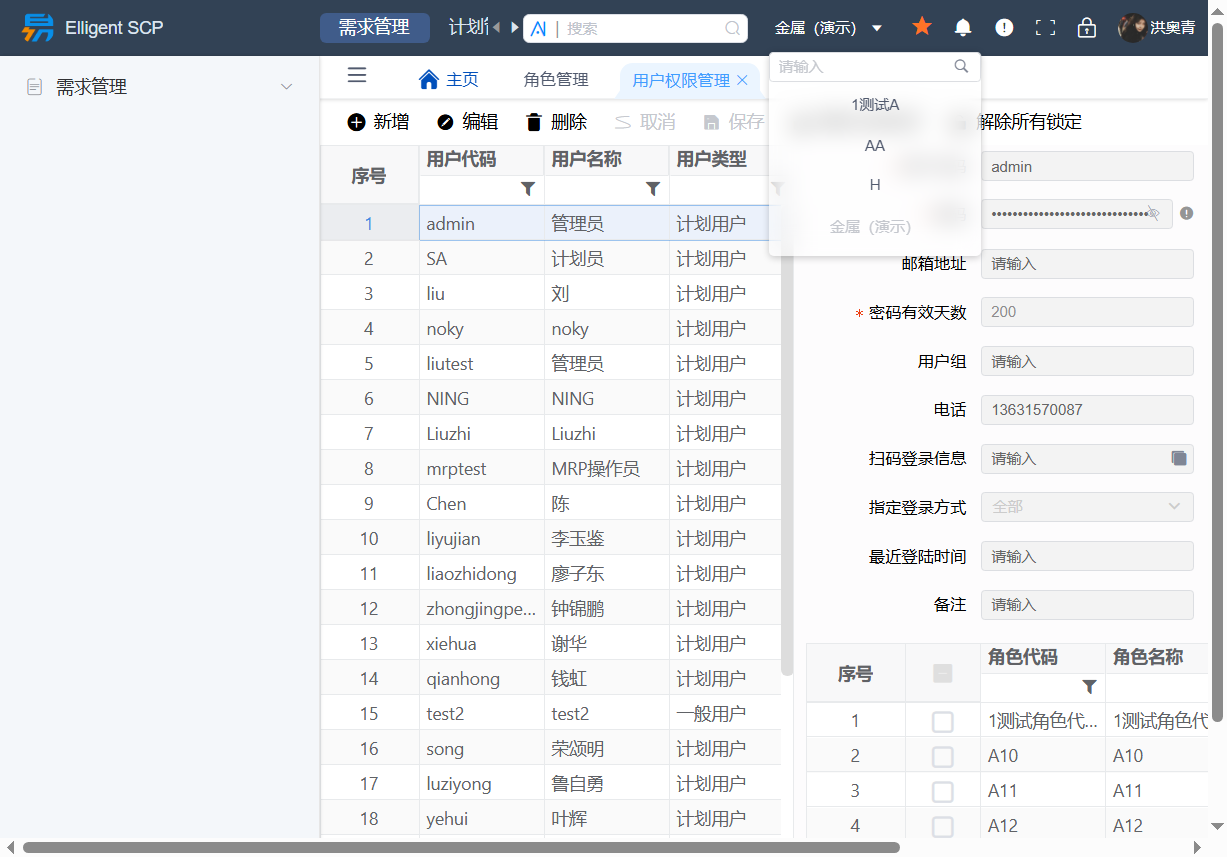 Elligent SCP 需求管理 计划 AI 搜索 金属（演示） 洪奥青
需求管理
主页 角色管理 用户权限管理
请输入
1测试A
AA
H
金属（演示）
新增 编辑 删除 取消 保存 解除所有锁定
序号 用户代码 用户名称 用户类型
1 admin 管理员 计划用户
2 SA 计划员 计划用户
3 liu 刘 计划用户
4 noky noky 计划用户
5 liutest 管理员 计划用户
6 NING NING 计划用户
7 Liuzhi Liuzhi 计划用户
8 mrptest MRP操作员 计划用户
9 Chen 陈 计划用户
10 liyujian 李玉鉴 计划用户
11 liaozhidong 廖子东 计划用户
12 zhongjingpe... 钟锦鹏 计划用户
13 xiehua 谢华 计划用户
14 qianhong 钱虹 计划用户
15 test2 test2 一般用户
16 song 荣颂明 计划用户
17 luziyong 鲁自勇 计划用户
18 yehui 叶辉 计划用户
admin
••••••••••••••••••••••••••••••
邮箱地址 请输入
* 密码有效天数 200
用户组 请输入
电话 13631570087
扫码登录信息 请输入
指定登录方式 全部
最近登陆时间 请输入
备注 请输入
序号 角色代码 角色名称
1 1测试角色代... 1测试角色代
2 A10 A10
3 A11 A11
4 A12 A12